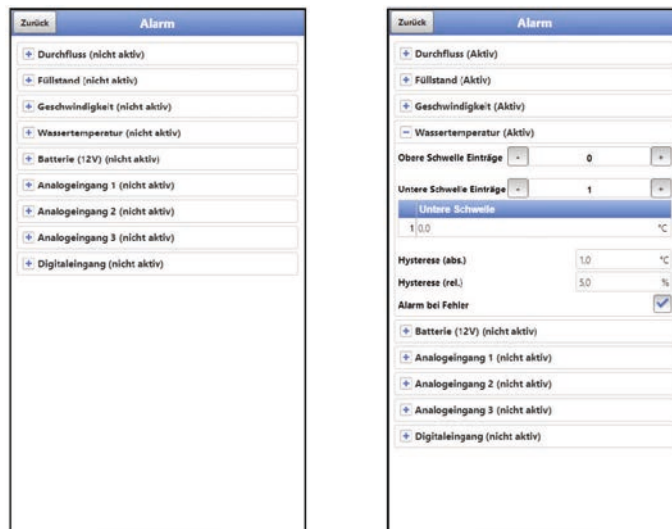 Zurück Alarm
Durchfluss (nicht aktiv)
Füllstand (nicht aktiv)
Geschwindigkeit (nicht aktiv)
Wassertemperatur (nicht aktiv)
Batterie (12V) (nicht aktiv)
Analogeingang 1 (nicht aktiv)
Analogeingang 2 (nicht aktiv)
Analogeingang 3 (nicht aktiv)
Digitaleingang (nicht aktiv)
Zurück Alarm
Durchfluss (Aktiv)
Füllstand (Aktiv)
Geschwindigkeit (Aktiv)
Wassertemperatur (Aktiv)
Obere Schwelle Einträge - 0 +
Untere Schwelle Einträge - 1 +
Untere Schwelle
1 0,0 °C
Hysterese (abs.) 1.0 °C
Hysterese (rel.) 5.0 %
Alarm bei Fehler
Batterie (12V) (nicht aktiv)
Analogeingang 1 (nicht aktiv)
Analogeingang 2 (nicht aktiv)
Analogeingang 3 (nicht aktiv)
Digitaleingang (nicht aktiv)